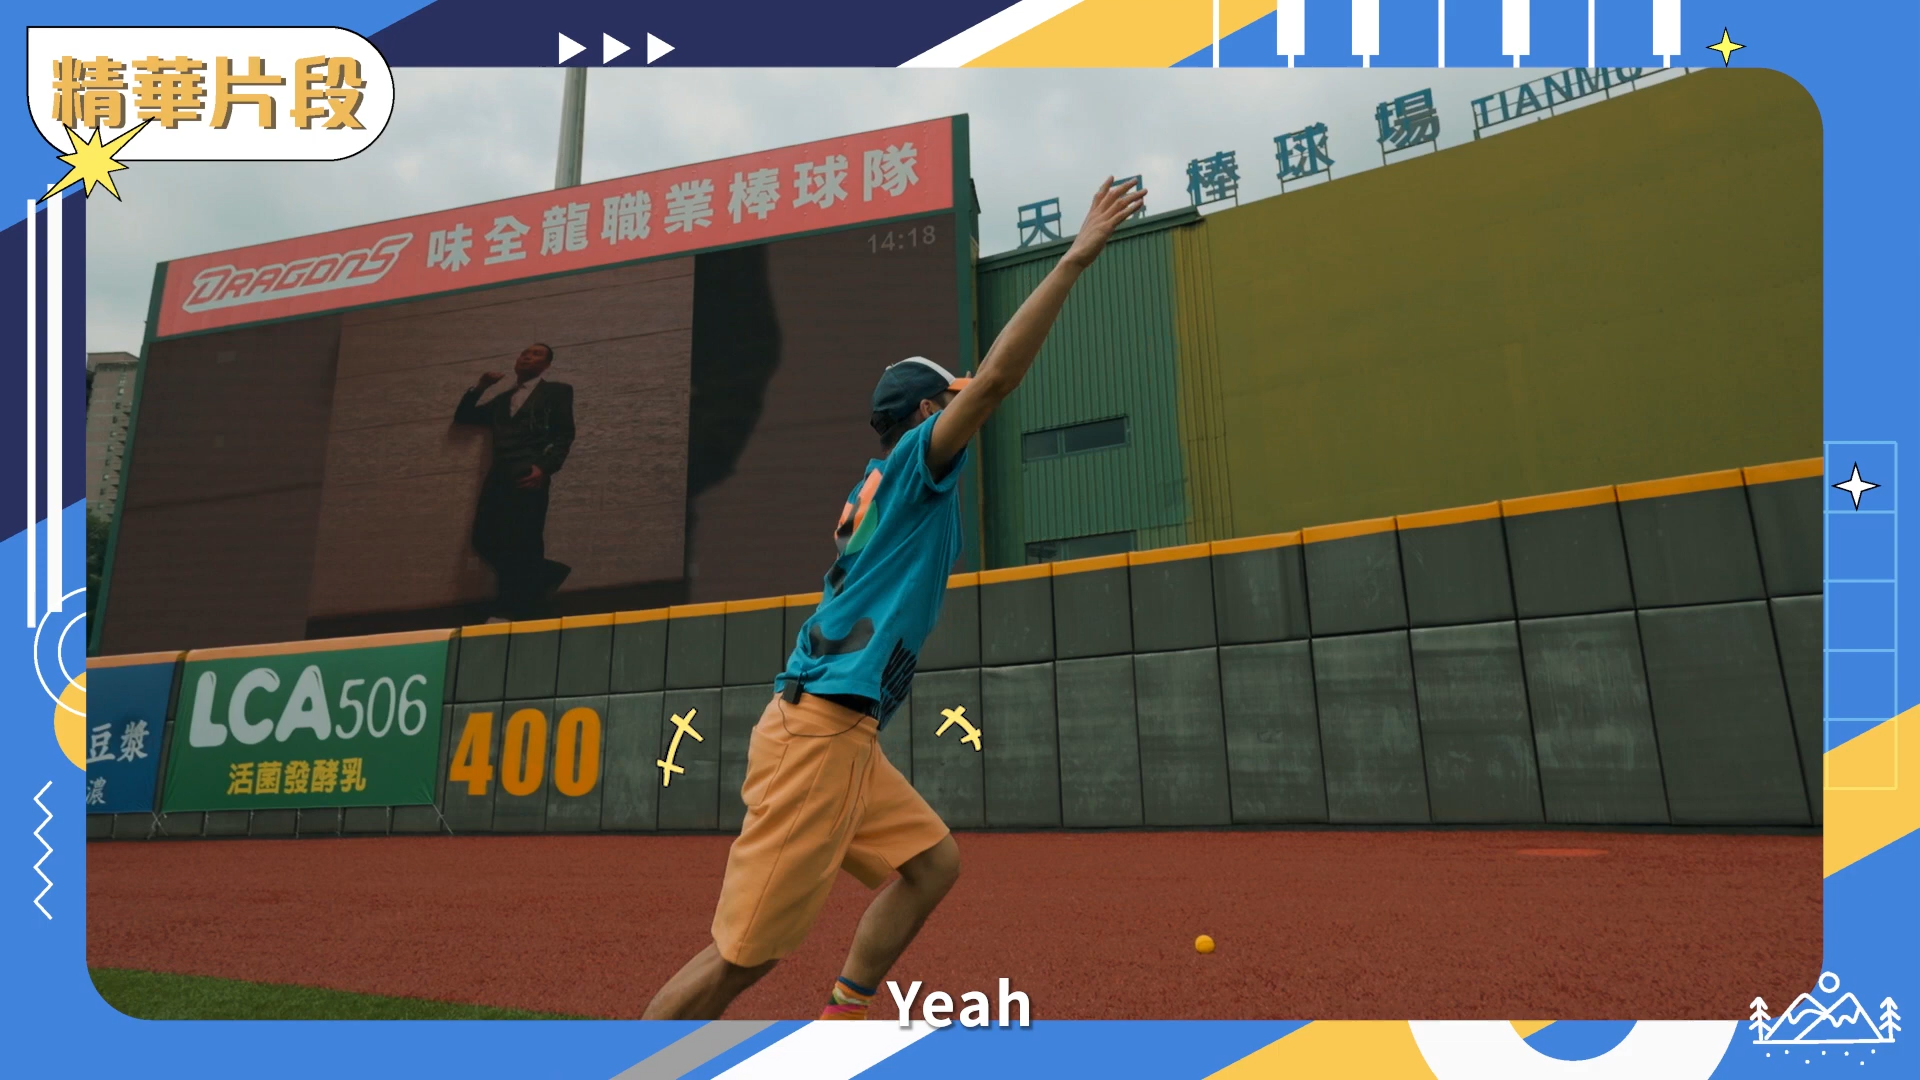 精華片段
DRAGONS 味全龍職業棒球隊
14:18
天母棒球場 TIANMU
LCA506
活菌發酵乳
豆漿
濃
400
Yeah